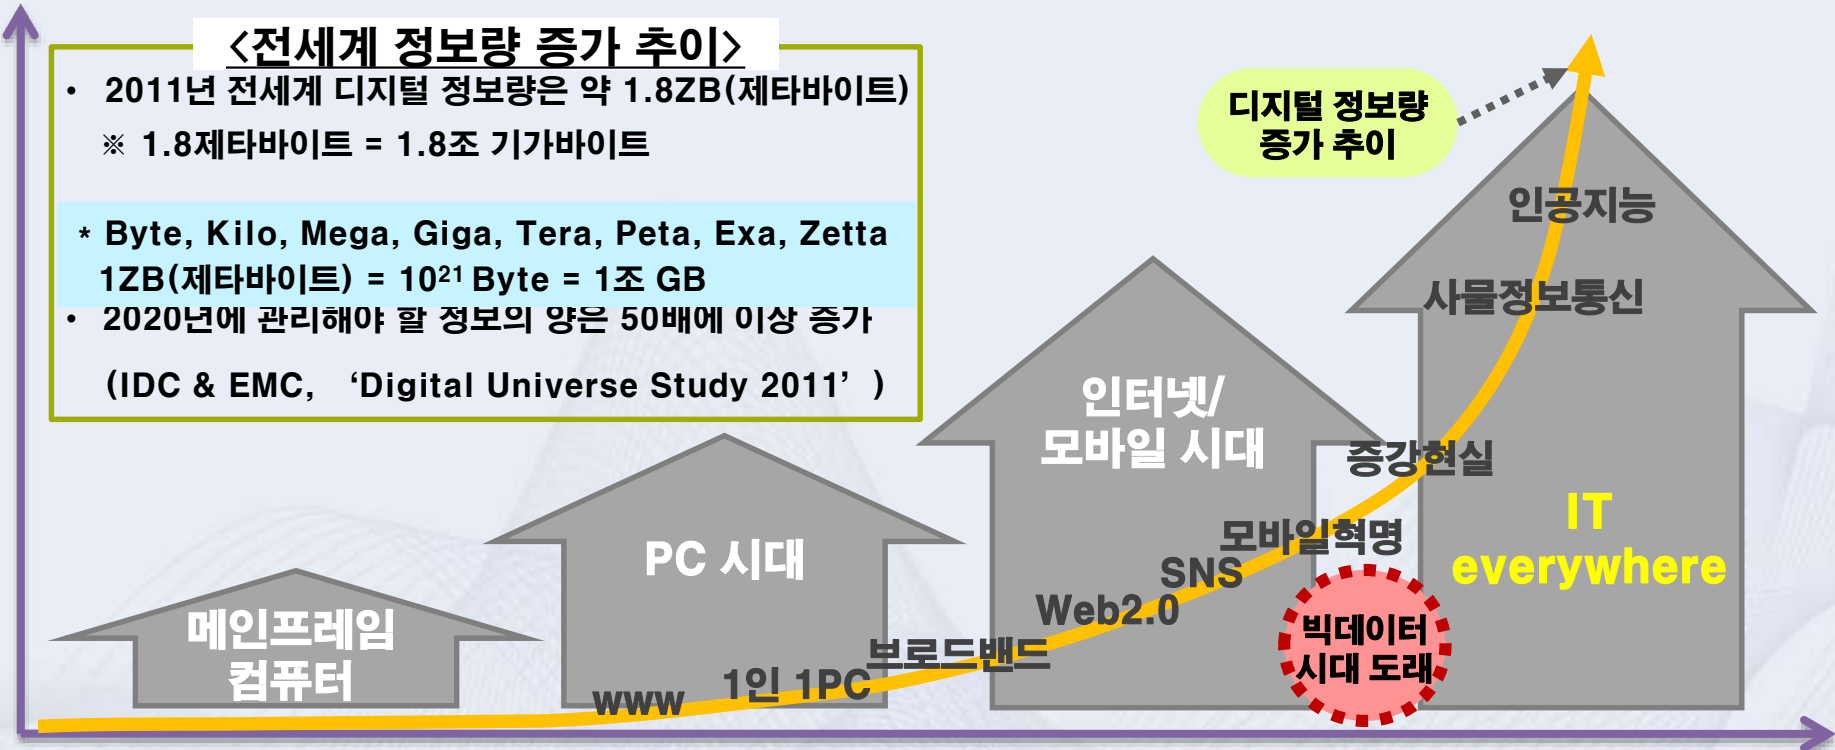 <전세계 정보량 증가 추이>
• 2011년 전세계 디지털 정보량은 약 1.8ZB(제타바이트)
※ 1.8제타바이트 = 1.8조 기가바이트
* Byte, Kilo, Mega, Giga, Tera, Peta, Exa, Zetta
1ZB(제타바이트) = 10²¹ Byte = 1조 GB
• 2020년에 관리해야 할 정보의 양은 50배에 이상 증가
(IDC & EMC, ‘Digital Universe Study 2011’ )
디지털 정보량
증가 추이
인공지능
사물정보통신
인터넷/
모바일 시대
증강현실
IT
everywhere
모바일혁명
SNS
Web2.0
PC 시대
메인프레임
컴퓨터
브로드밴드
1인 1PC
www
빅데이터
시대 도래